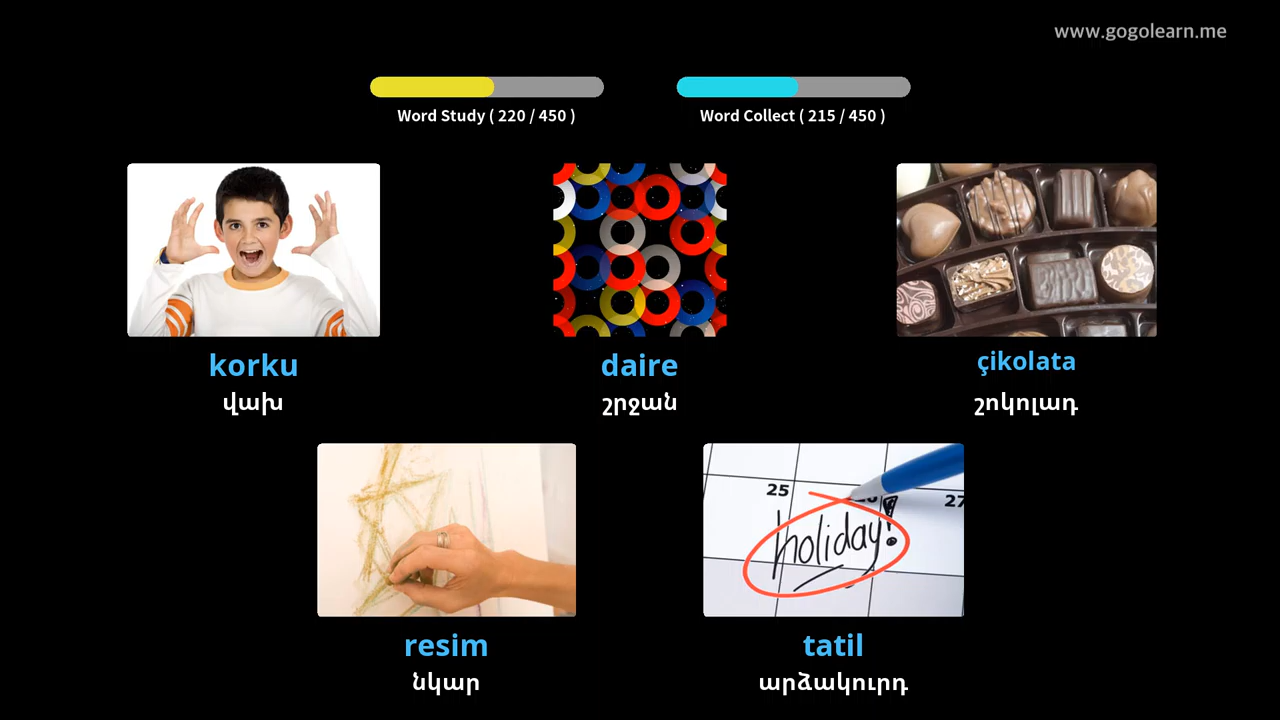 www.gogolearn.me
Word Study ( 220 / 450 )
Word Collect ( 215 / 450 )
korku
վախ
daire
շրջան
çikolata
շոկոլադ
25
27
holiday!
resim
նկար
tatil
արձակուրդ